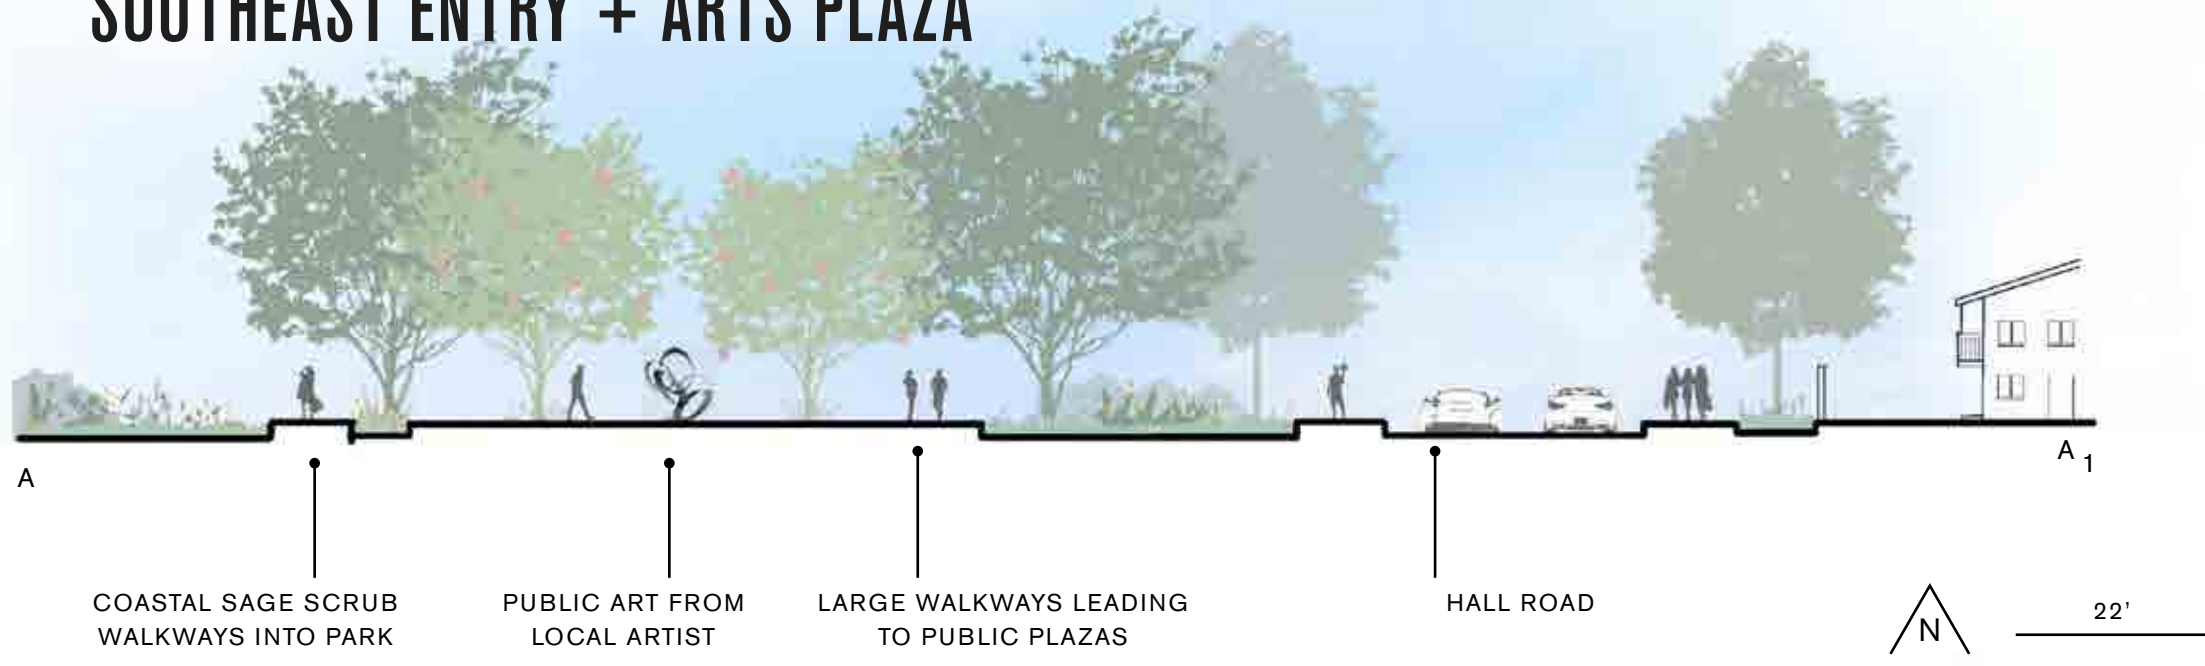 SOUTHEAST ENTRY + ARTS PLAZA
A
A 1
COASTAL SAGE SCRUB
WALKWAYS INTO PARK
PUBLIC ART FROM
LOCAL ARTIST
LARGE WALKWAYS LEADING
TO PUBLIC PLAZAS
HALL ROAD
N
22’